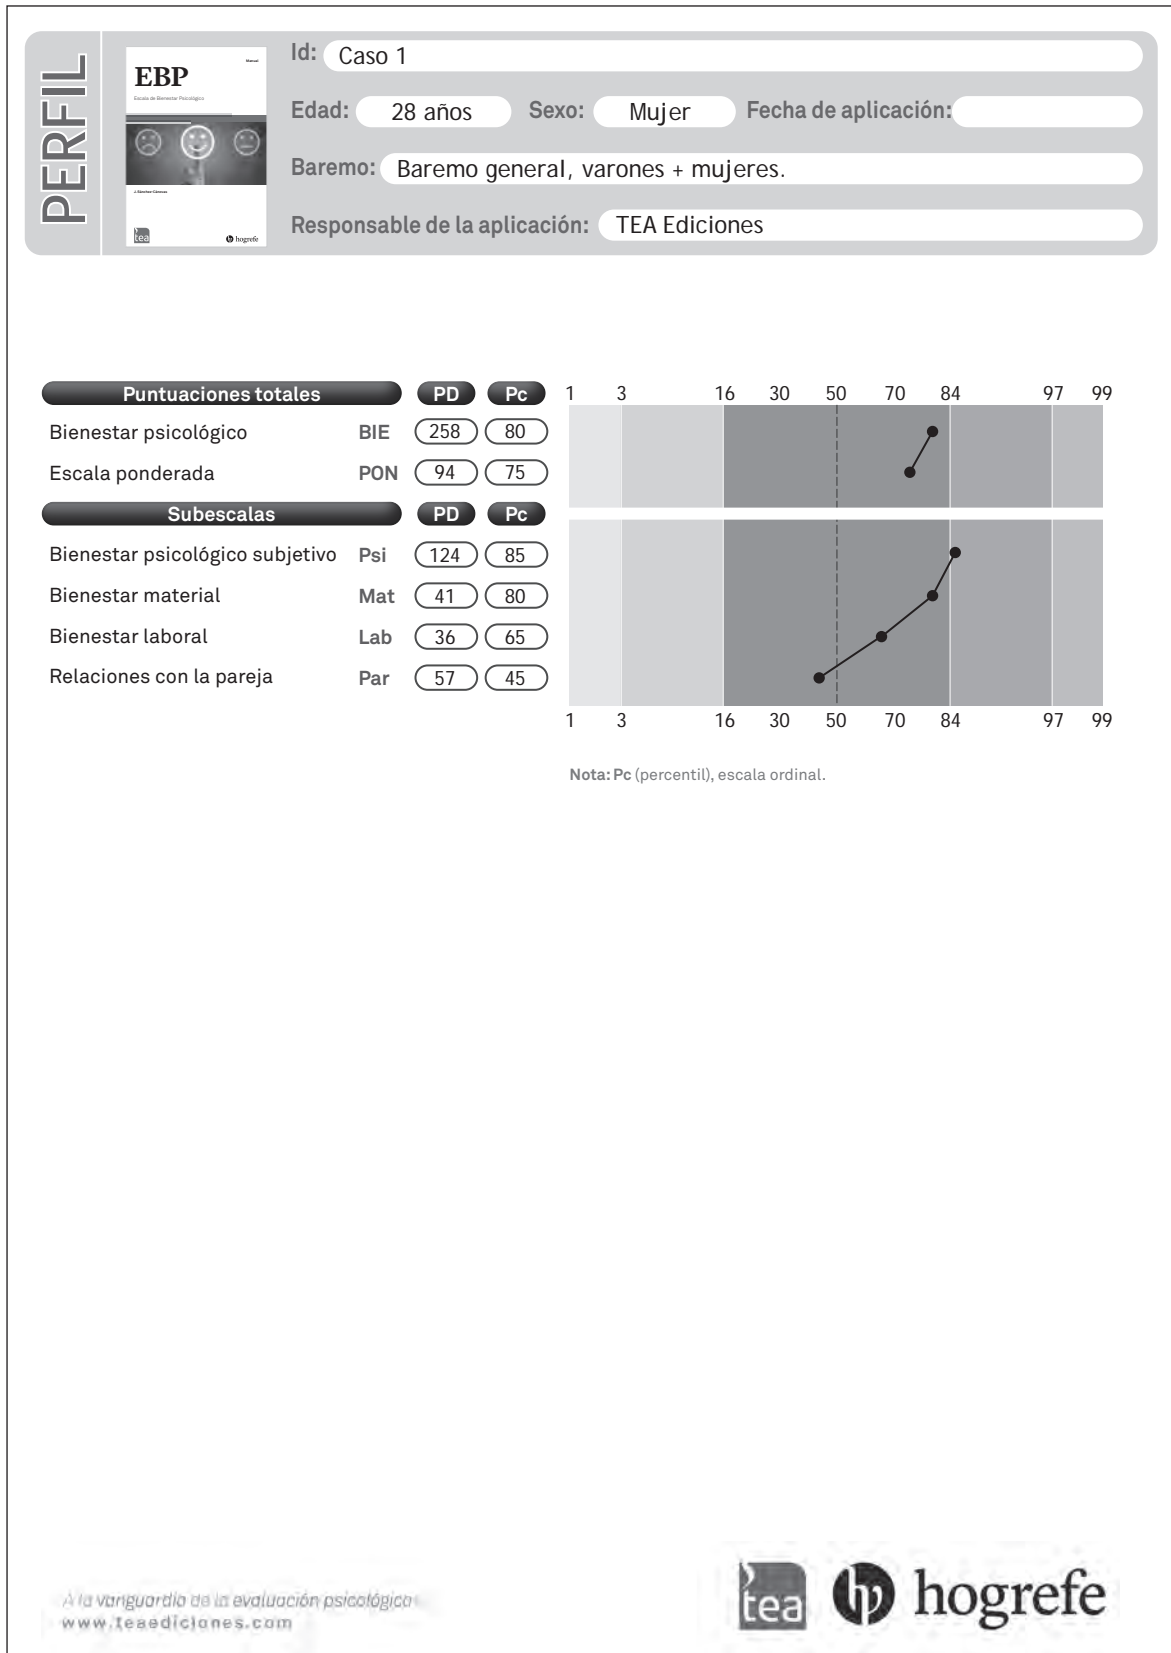 PERFIL
Manual
EBP
Escala de Bienestar Psicológico
J. Sánchez-Cánovas
tea
hogrefe
Id: Caso 1
Edad: 28 años Sexo: Mujer Fecha de aplicación:
Baremo: Baremo general, varones + mujeres.
Responsable de la aplicación: TEA Ediciones
Puntuaciones totales PD Pc 1 3 16 30 50 70 84 97 99
Bienestar psicológico BIE 258 80
Escala ponderada PON 94 75
Subescalas PD Pc
Bienestar psicológico subjetivo Psi 124 85
Bienestar material Mat 41 80
Bienestar laboral Lab 36 65
Relaciones con la pareja Par 57 45
1 3 16 30 50 70 84 97 99
Nota: Pc (percentil), escala ordinal.
A la vanguardia de la evaluación psicológica
www.teaediciones.com
tea hogrefe